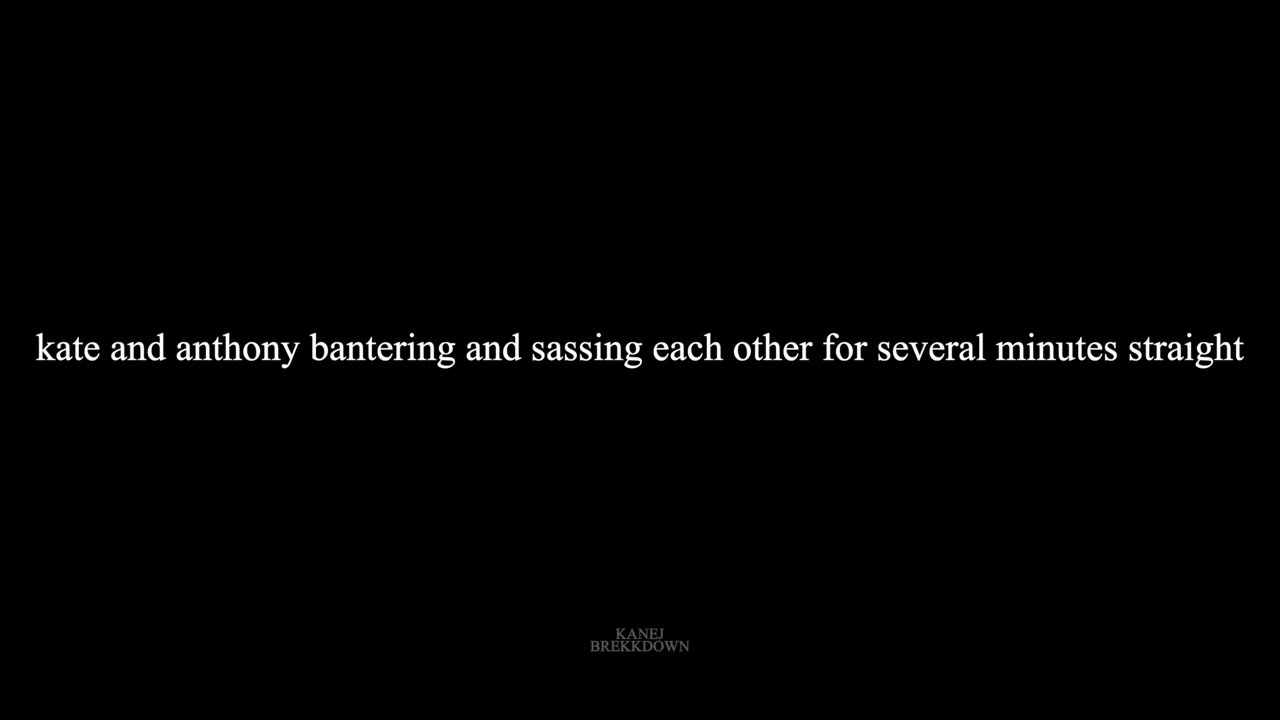 kate and anthony bantering and sassing each other for several minutes straight
KANEJ
BREKKDOWN